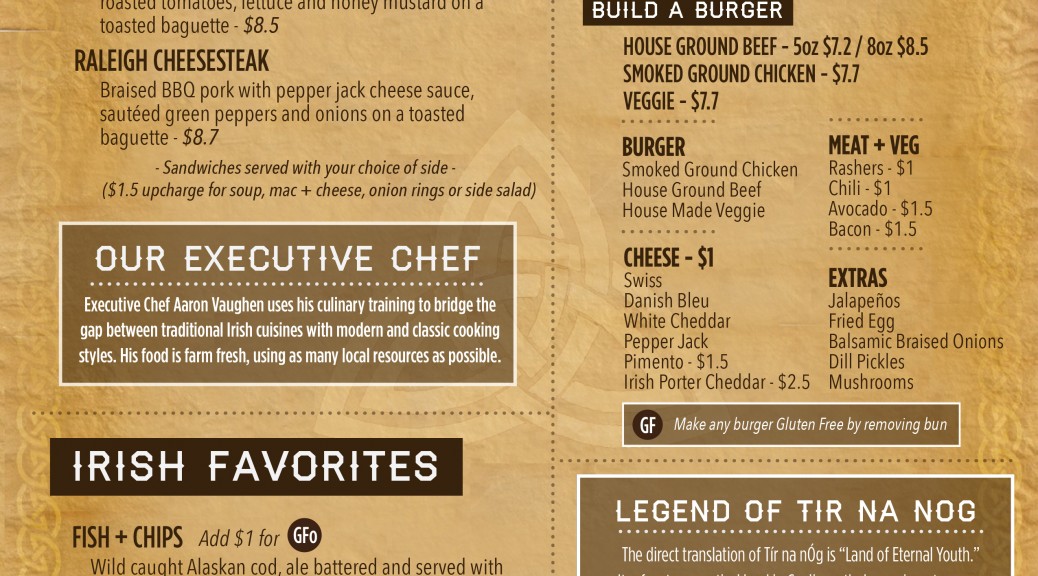 roasted tomatoes, lettuce and honey mustard on a
toasted baguette - $8.5
RALEIGH CHEESESTEAK
Braised BBQ pork with pepper jack cheese sauce,
sautéed green peppers and onions on a toasted
baguette - $8.7
- Sandwiches served with your choice of side -
($1.5 upcharge for soup, mac + cheese, onion rings or side salad)
OUR EXECUTIVE CHEF
Executive Chef Aaron Vaughen uses his culinary training to bridge the
gap between traditional Irish cuisines with modern and classic cooking
styles. His food is farm fresh, using as many local resources as possible.
IRISH FAVORITES
FISH + CHIPS Add $1 for GFo
Wild caught Alaskan cod, ale battered and served with
BUILD A BURGER
HOUSE GROUND BEEF - 5oz $7.2 / 8oz $8.5
SMOKED GROUND CHICKEN - $7.7
VEGGIE - $7.7
BURGER
Smoked Ground Chicken
House Ground Beef
House Made Veggie
CHEESE - $1
Swiss
Danish Bleu
White Cheddar
Pepper Jack
Pimento - $1.5
Irish Porter Cheddar - $2.5
MEAT + VEG
Rashers - $1
Chili - $1
Avocado - $1.5
Bacon - $1.5
EXTRAS
Jalapeños
Fried Egg
Balsamic Braised Onions
Dill Pickles
Mushrooms
GF Make any burger Gluten Free by removing bun
LEGEND OF TIR NA NOG
The direct translation of Tír na nÓg is “Land of Eternal Youth.”